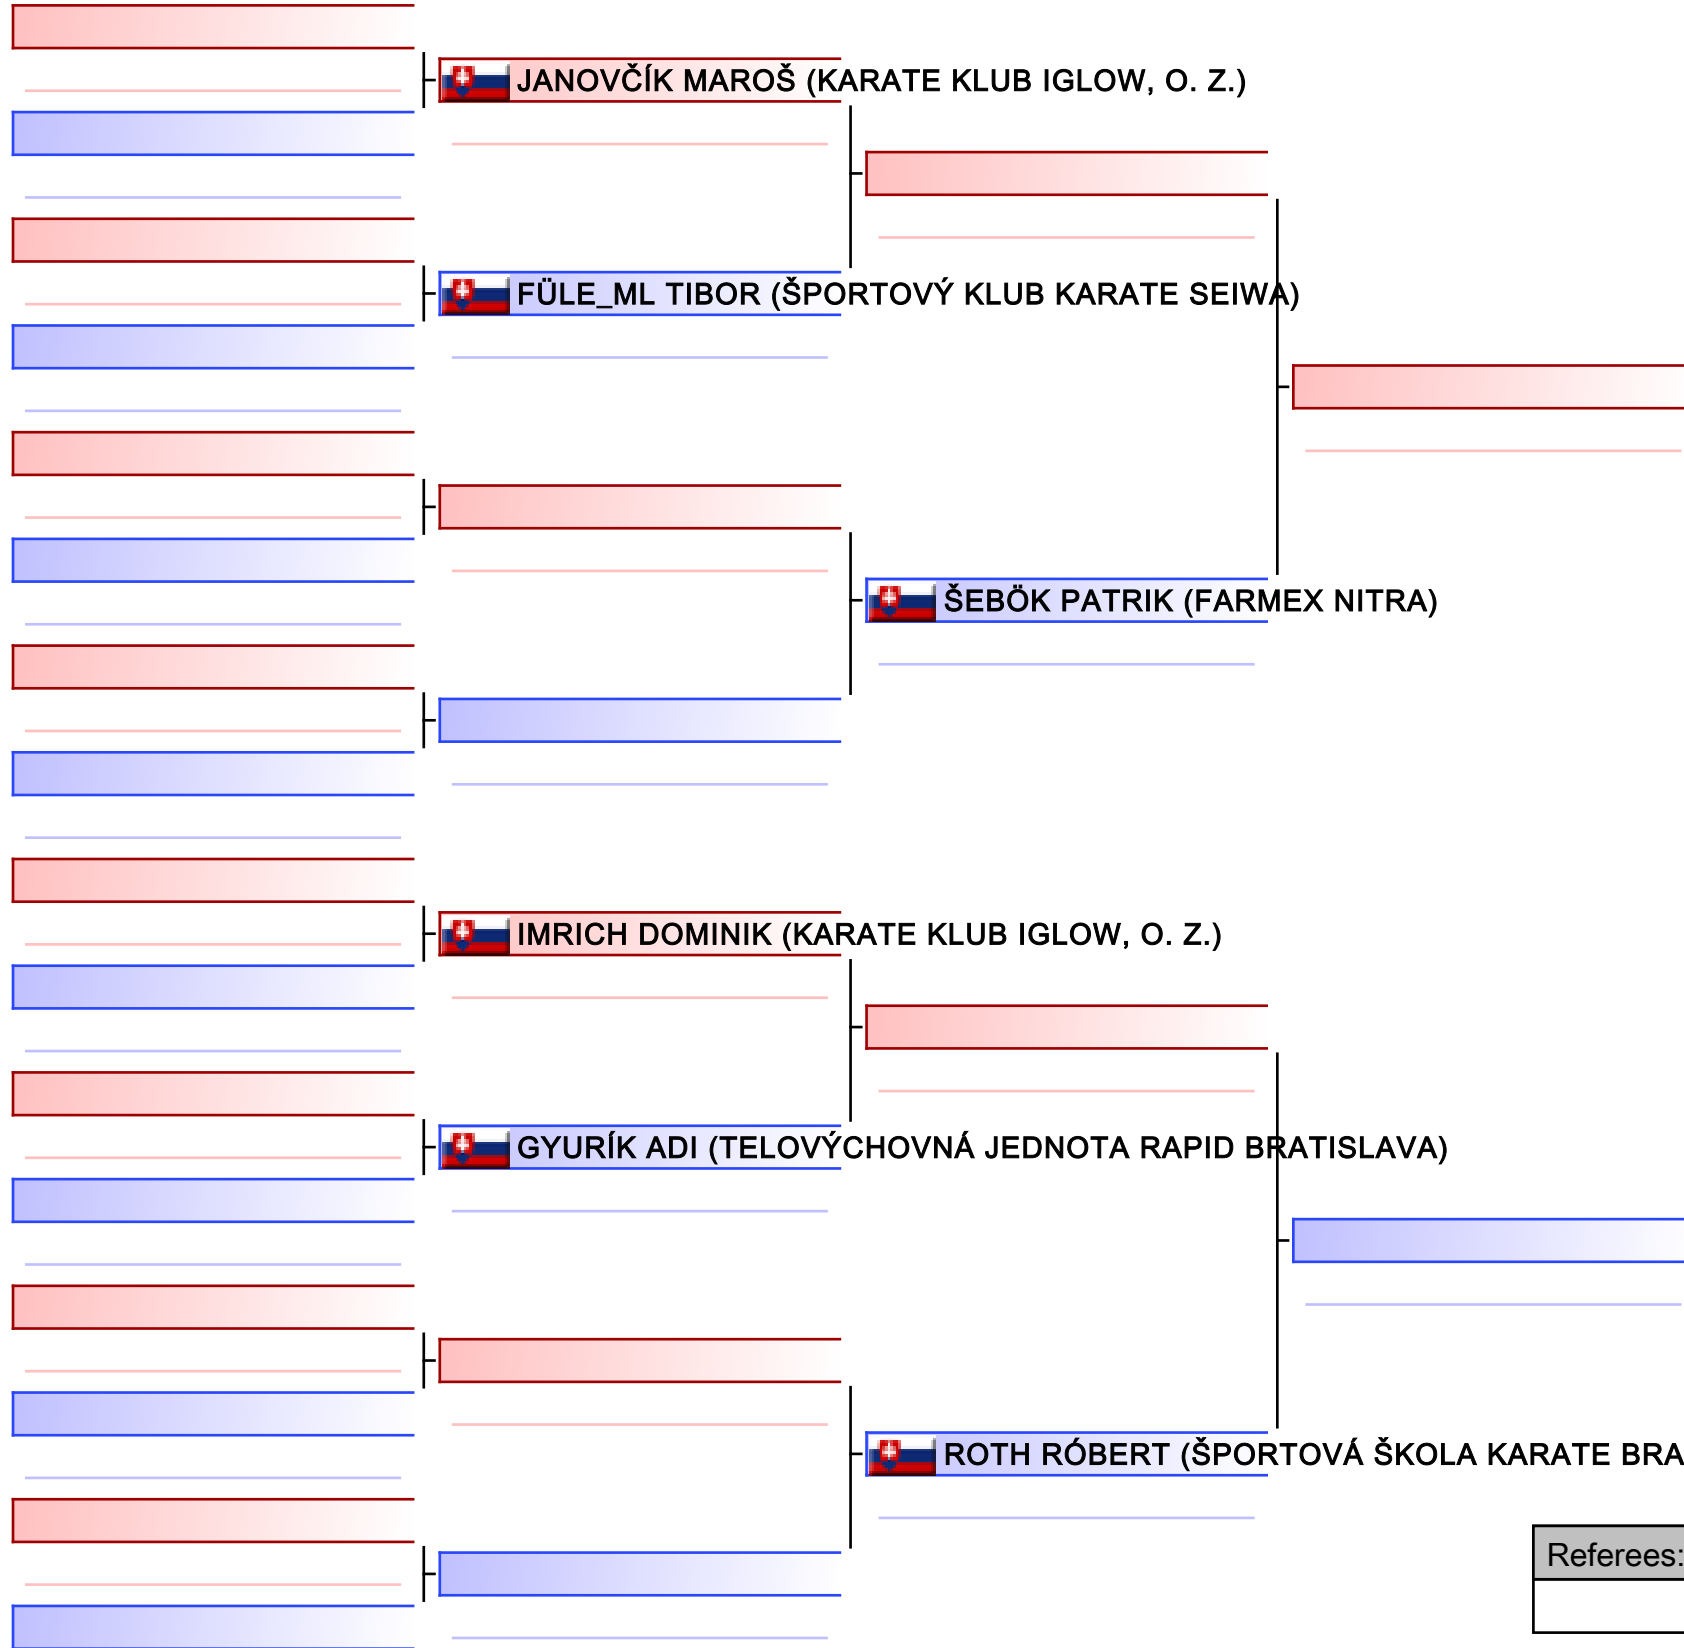 JANOVČÍK MAROŠ (KARATE KLUB IGLOW, O. Z.)
FÜLE_ML TIBOR (ŠPORTOVÝ KLUB KARATE SEIWA)
ŠEBÖK PATRIK (FARMEX NITRA)
IMRICH DOMINIK (KARATE KLUB IGLOW, O. Z.)
GYURÍK ADI (TELOVÝCHOVNÁ JEDNOTA RAPID BRATISLAVA)
ROTH RÓBERT (ŠPORTOVÁ ŠKOLA KARATE BRA
Referees: